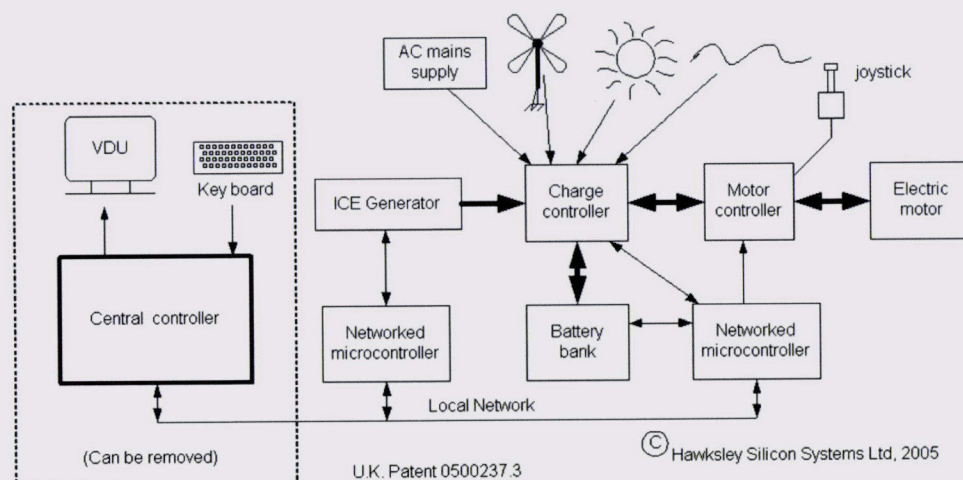 AC mains
supply
joystick
VDU
Key board
ICE Generator
Charge
controller
Motor
controller
Electric
motor
Central controller
Networked
microcontroller
Battery
bank
Networked
microcontroller
Local Network
(Can be removed)
© Hawksley Silicon Systems Ltd, 2005
U.K. Patent 0500237.3